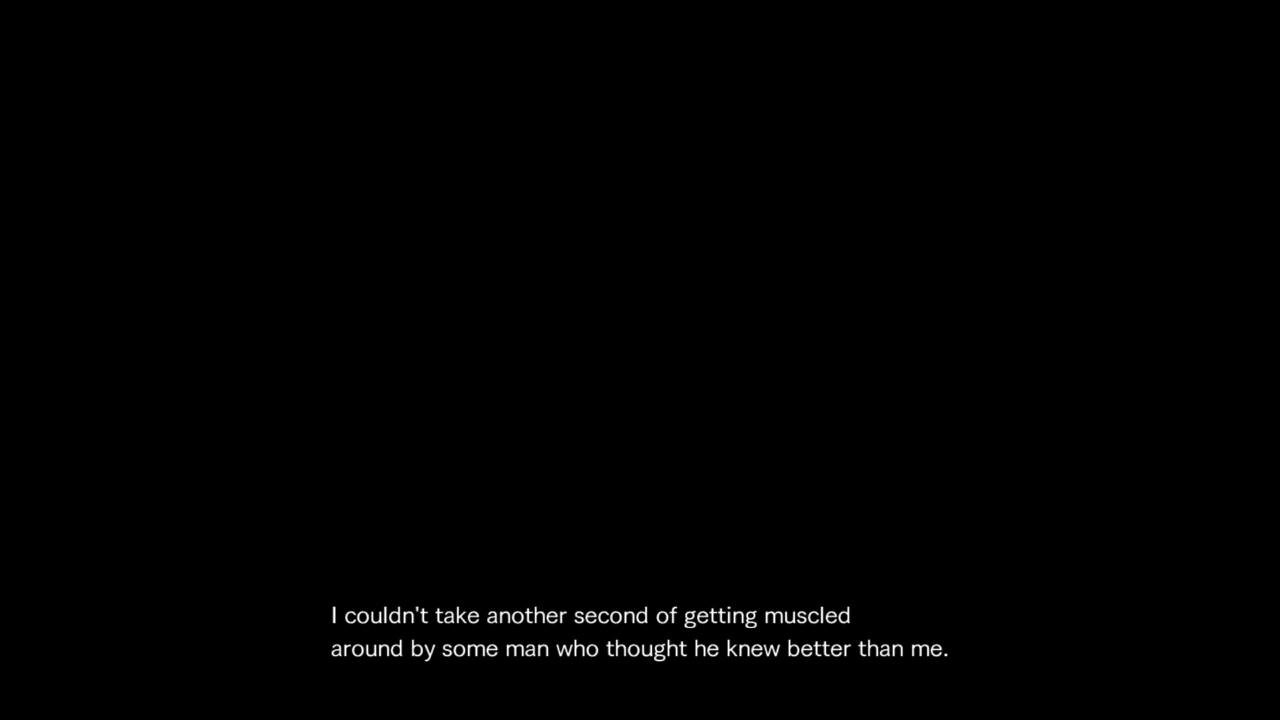 I couldn't take another second of getting muscled
around by some man who thought he knew better than me.